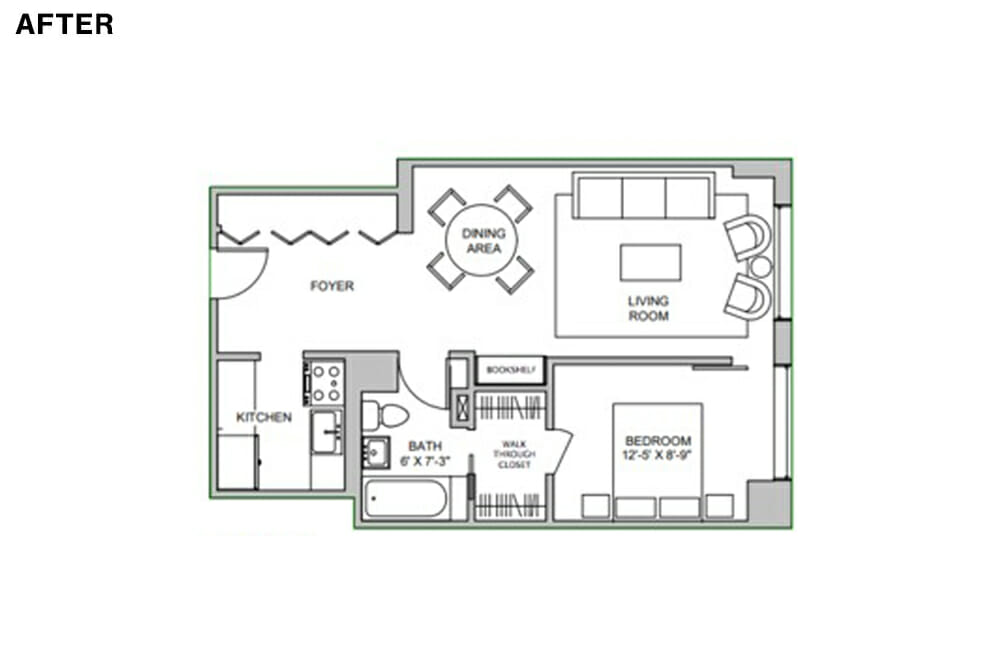 AFTER
DINING
AREA
FOYER
LIVING
ROOM
BOOKSHELF
KITCHEN
BATH
6' X 7'-3"
WALK
THROUGH
CLOSET
BEDROOM
12'-5' X 8'-9"